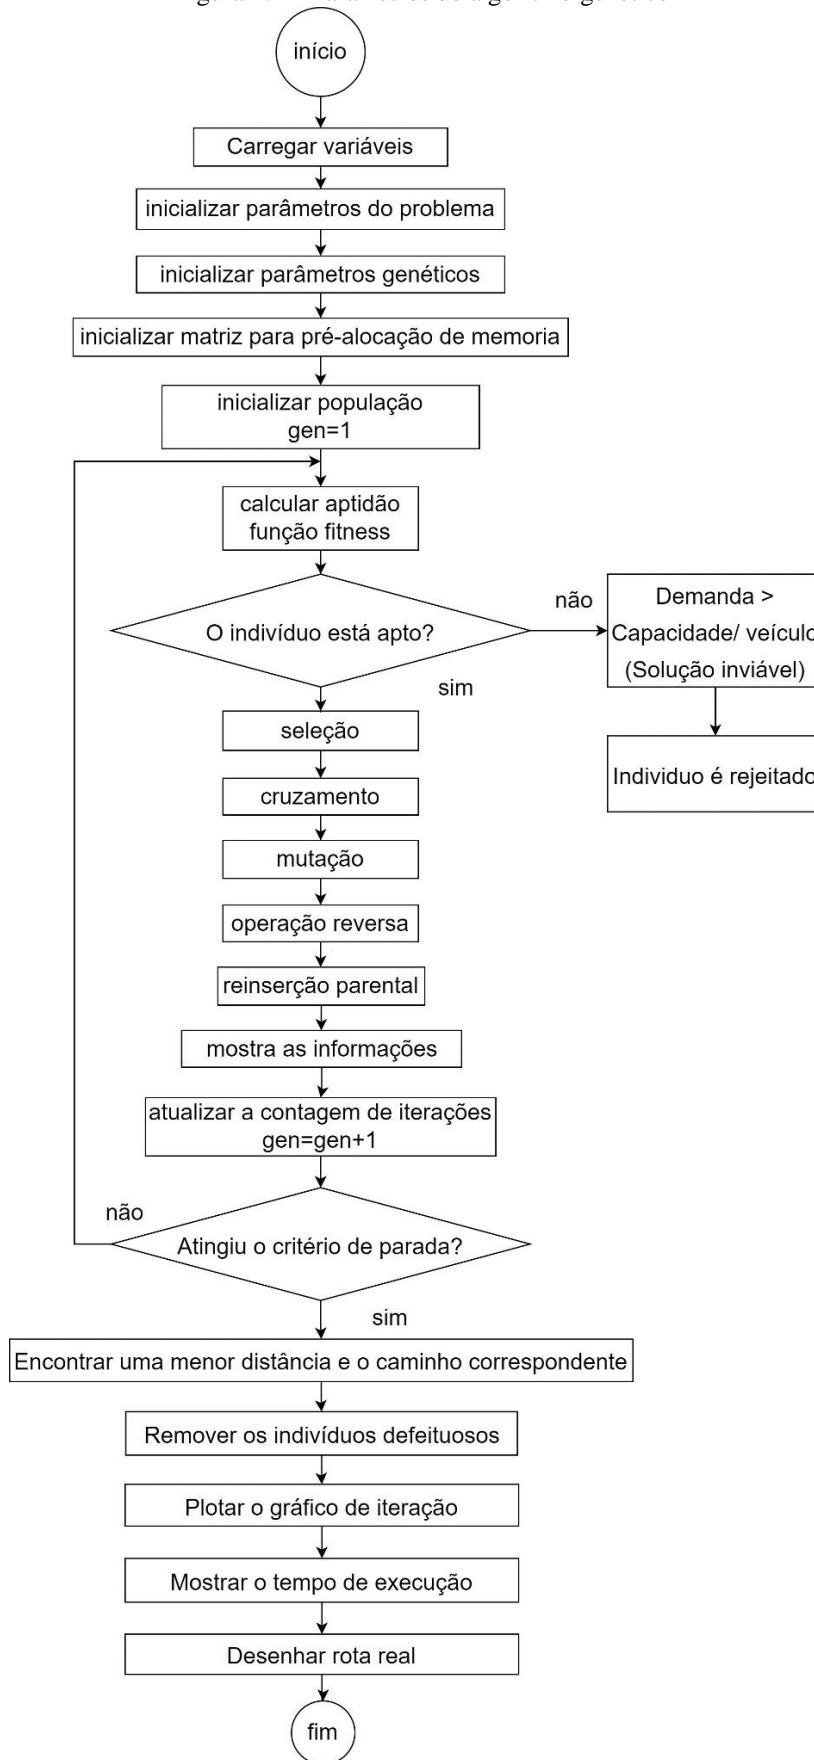 início
Carregar variáveis
inicializar parâmetros do problema
inicializar parâmetros genéticos
inicializar matriz para pré-alocação de memoria
inicializar população
gen=1
calcular aptidão
função fitness
O indivíduo está apto?
não
Demanda >
Capacidade/ veículo
(Solução inviável)
Individuo é rejeitado
sim
seleção
cruzamento
mutação
operação reversa
reinserção parental
mostra as informações
atualizar a contagem de iterações
gen=gen+1
não
Atingiu o critério de parada?
sim
Encontrar uma menor distância e o caminho correspondente
Remover os indivíduos defeituosos
Plotar o gráfico de iteração
Mostrar o tempo de execução
Desenhar rota real
fim